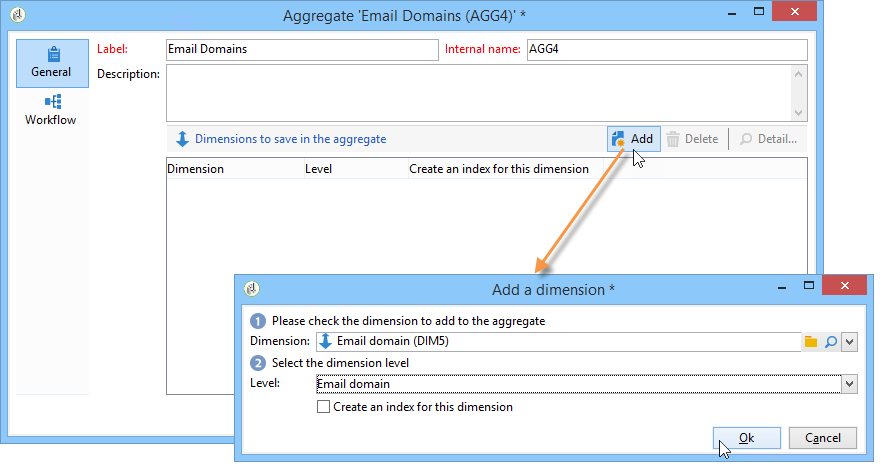 Aggregate 'Email Domains (AGG4)' *
General
Workflow
Label: Email Domains Internal name: AGG4
Description:
Dimensions to save in the aggregate Add Delete Detail...
Dimension Level Create an index for this dimension
Add a dimension *
1 Please check the dimension to add to the aggregate
Dimension: Email domain (DIM5)
2 Select the dimension level
Level: Email domain
Create an index for this dimension
Ok Cancel